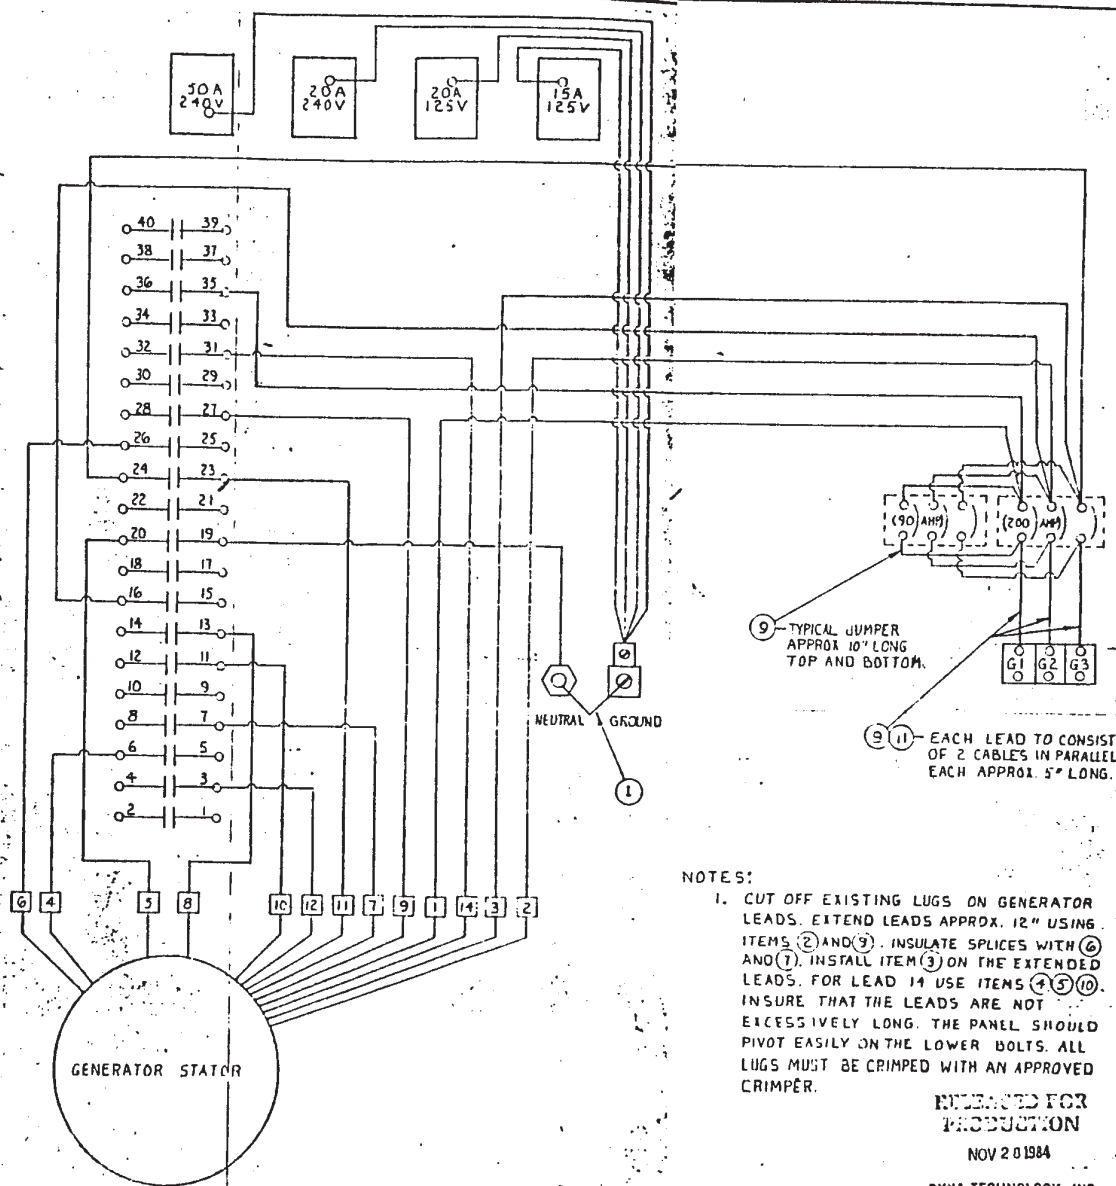 50A
240V
20A
240V
20A
125V
15A
125V
40 39
38 37
36 35
34 33
32 31
30 29
28 27
26 25
24 23
22 21
20 19
18 17
16 15
14 13
12 11
10 9
8 7
6 5
4 3
2 1
(90 AMP)
(200 AMP)
9 TYPICAL JUMPER
APPROX 10" LONG
TOP AND BOTTOM.
G1 G2 G3
NEUTRAL & GROUND
1
9 11 EACH LEAD TO CONSIST
OF 2 CABLES IN PARALLEL
EACH APPROX. 5" LONG.
6 4 5 8 10 12 11 7 9 1 14 3 2
GENERATOR STATOR
NOTES:
1. CUT OFF EXISTING LUGS ON GENERATOR
LEADS. EXTEND LEADS APPROX. 12" USING
ITEMS 2 AND 9. INSULATE SPLICES WITH 6
AND 7. INSTALL ITEM 3 ON THE EXTENDED
LEADS. FOR LEAD 14 USE ITEMS 4 5 10.
INSURE THAT THE LEADS ARE NOT
EXCESSIVELY LONG. THE PANEL SHOULD
PIVOT EASILY ON THE LOWER BOLTS. ALL
LUGS MUST BE CRIMPED WITH AN APPROVED
CRIMPER.
RELEASED FOR
PRODUCTION
NOV 20 1984